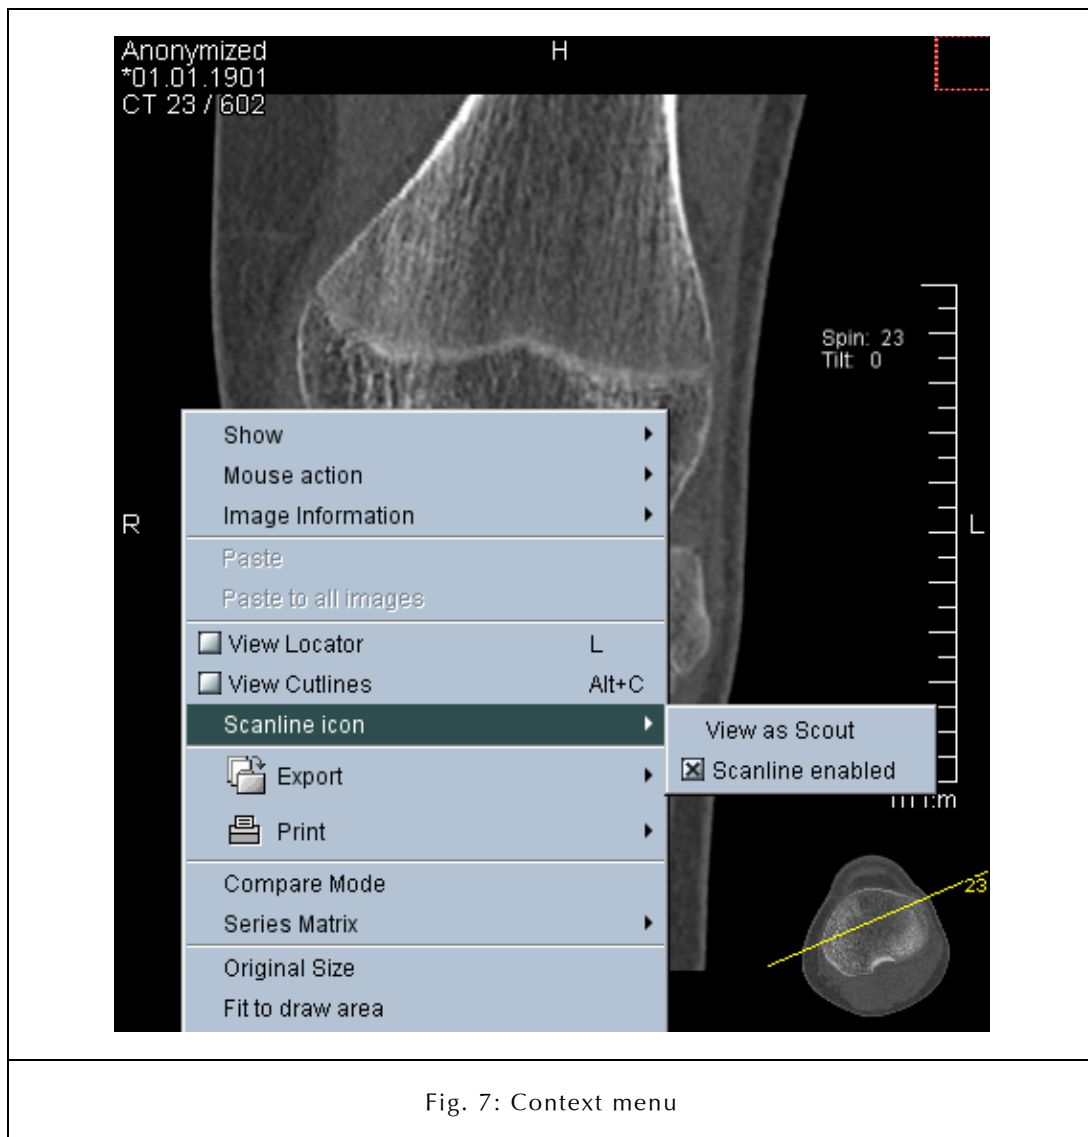 Anonymized
*01.01.1901
CT 23 / 602
H
Spin: 23
Tilt: 0
R
L
Show
Mouse action
Image Information
Paste
Paste to all images
View Locator L
View Cutlines Alt+C
Scanline icon
View as Scout
Scanline enabled
Export
Print
Compare Mode
Series Matrix
23
Original Size
Fit to draw area
Fig. 7: Context menu